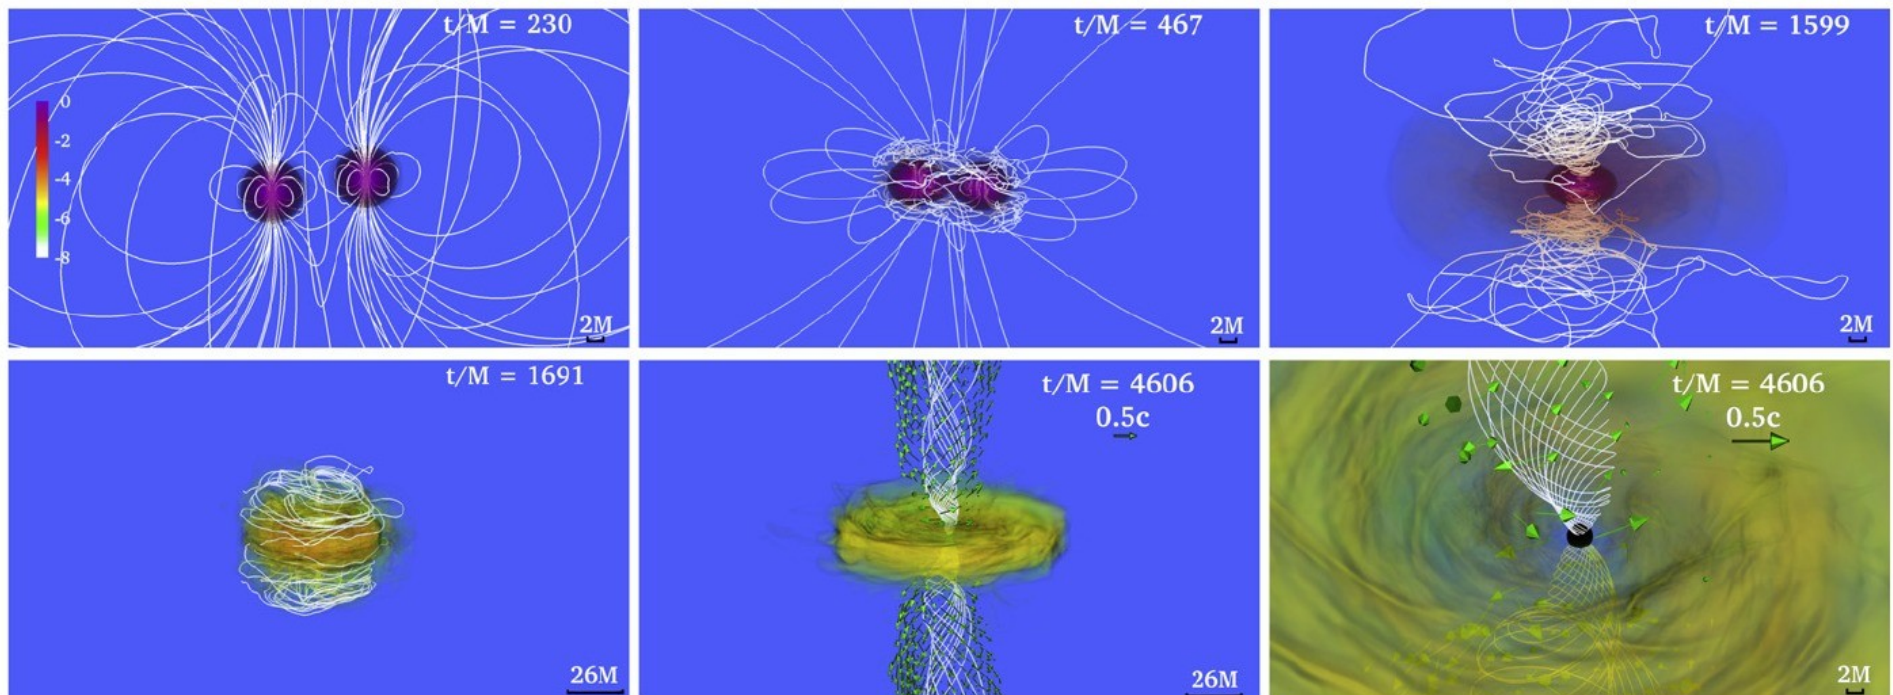 t/M = 230
0
-2
-4
-6
-8
2M
t/M = 467
2M
t/M = 1599
2M
t/M = 1691
26M
t/M = 4606
0.5c
26M
t/M = 4606
0.5c
2M